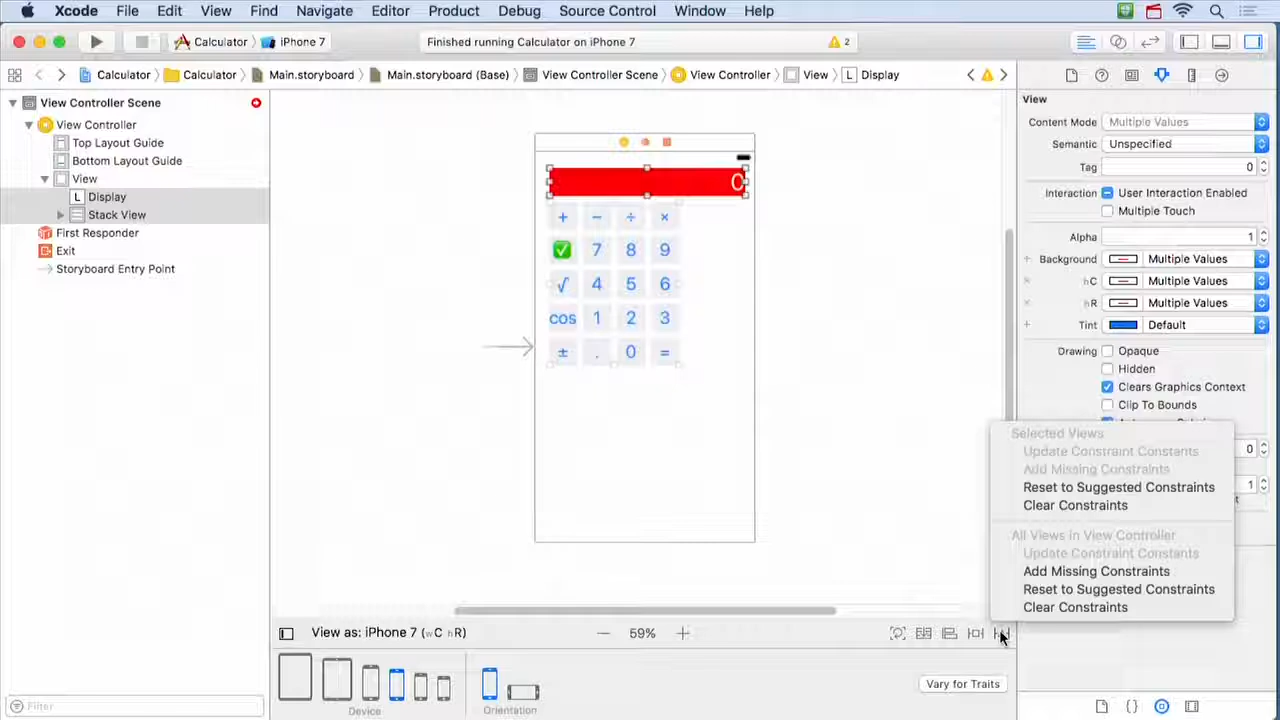 Xcode File Edit View Find Navigate Editor Product Debug Source Control Window Help
Calculator iPhone 7 Finished running Calculator on iPhone 7 2
Calculator Calculator Main.storyboard Main.storyboard (Base) View Controller Scene View Controller View L Display
View Controller Scene
View Controller
Top Layout Guide
Bottom Layout Guide
View
L Display
Stack View
First Responder
Exit
Storyboard Entry Point
Filter
0
+ − ÷ ×
✅ 7 8 9
√ 4 5 6
cos 1 2 3
± . 0 =
View as: iPhone 7 (wC hR) — 59% +
Device
Orientation
Vary for Traits
View
Content Mode Multiple Values
Semantic Unspecified
Tag 0
Interaction User Interaction Enabled
Multiple Touch
Alpha 1
+ Background Multiple Values
× hC Multiple Values
× hR Multiple Values
+ Tint Default
Drawing Opaque
Hidden
Clears Graphics Context
Clip To Bounds
0
1
Selected Views
Update Constraint Constants
Add Missing Constraints
Reset to Suggested Constraints
Clear Constraints
All Views in View Controller
Update Constraint Constants
Add Missing Constraints
Reset to Suggested Constraints
Clear Constraints
{ }